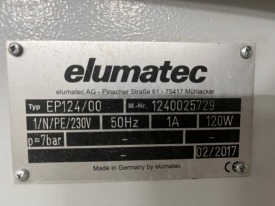 elumatec
elumatec AG - Pinacher Straße 61 - 75417 Mühlacker
Typ EP124/00 M.-Nr. 1240025729
1/N/PE/230V 50Hz 1A 120W
p=7bar - -
- - 02/2017
Made in Germany by elumatec